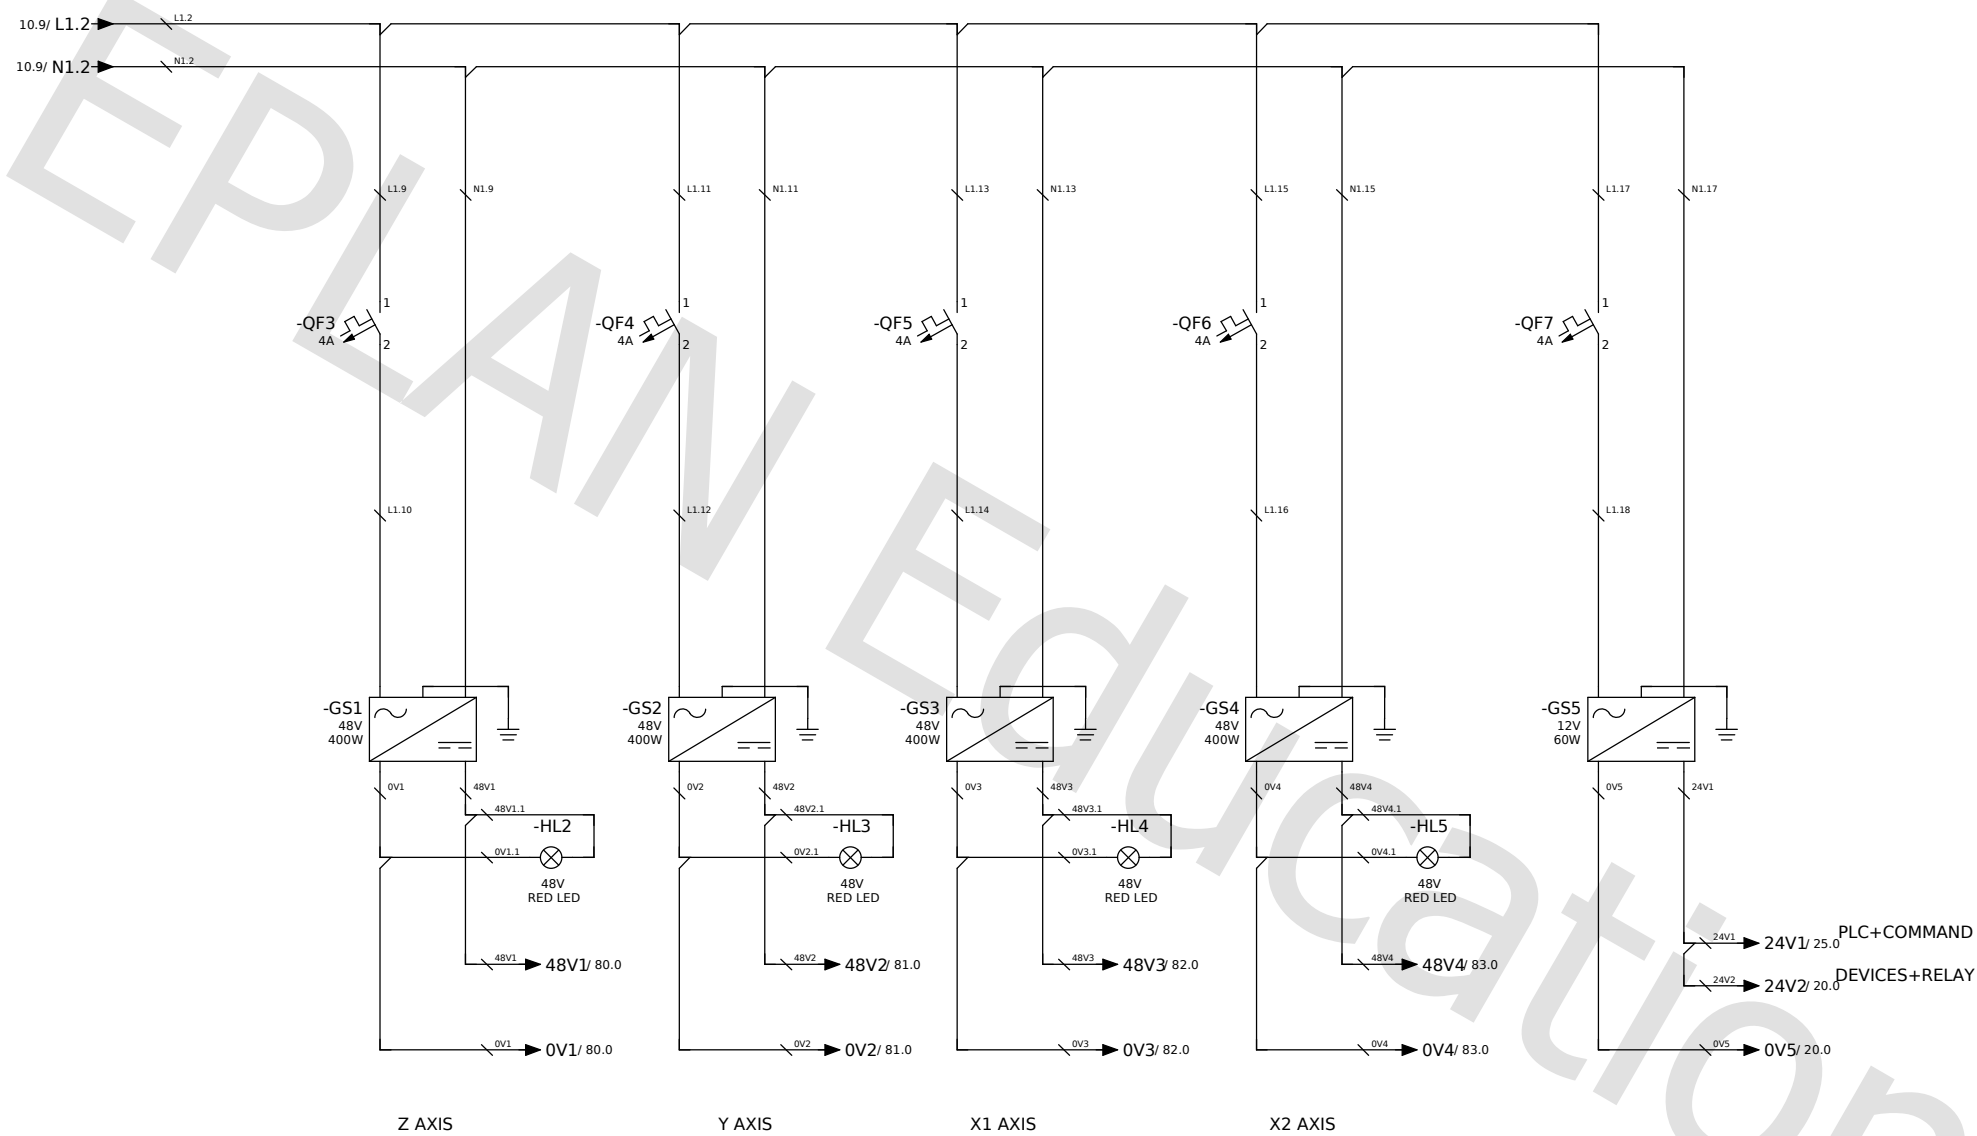 10.9/ L1.2 L1.2
10.9/ N1.2 N1.2
L1.9 N1.9 L1.11 N1.11 L1.13 N1.13 L1.15 N1.15 L1.17 N1.17
1 1 1 1 1
-QF3 -QF4 -QF5 -QF6 -QF7
4A 4A 4A 4A 4A
2 2 2 2 2
L1.10 L1.12 L1.14 L1.16 L1.18
-GS1 -GS2 -GS3 -GS4 -GS5
48V 48V 48V 48V 12V
400W 400W 400W 400W 60W
0V1 48V1 0V2 48V2 0V3 48V3 0V4 48V4 0V5 24V1
48V1.1 48V2.1 48V3.1 48V4.1
-HL2 -HL3 -HL4 -HL5
0V1.1 0V2.1 0V3.1 0V4.1
48V 48V 48V 48V
RED LED RED LED RED LED RED LED
24V1 24V1/ 25.0 PLC+COMMAND
48V1 48V1/ 80.0 48V2 48V2/ 81.0 48V3 48V3/ 82.0 48V4 48V4/ 83.0
24V2 24V2/ 20.0 DEVICES+RELAY
0V1 0V1/ 80.0 0V2 0V2/ 81.0 0V3 0V3/ 82.0 0V4 0V4/ 83.0 0V5 0V5/ 20.0
Z AXIS Y AXIS X1 AXIS X2 AXIS
EPLAN Education